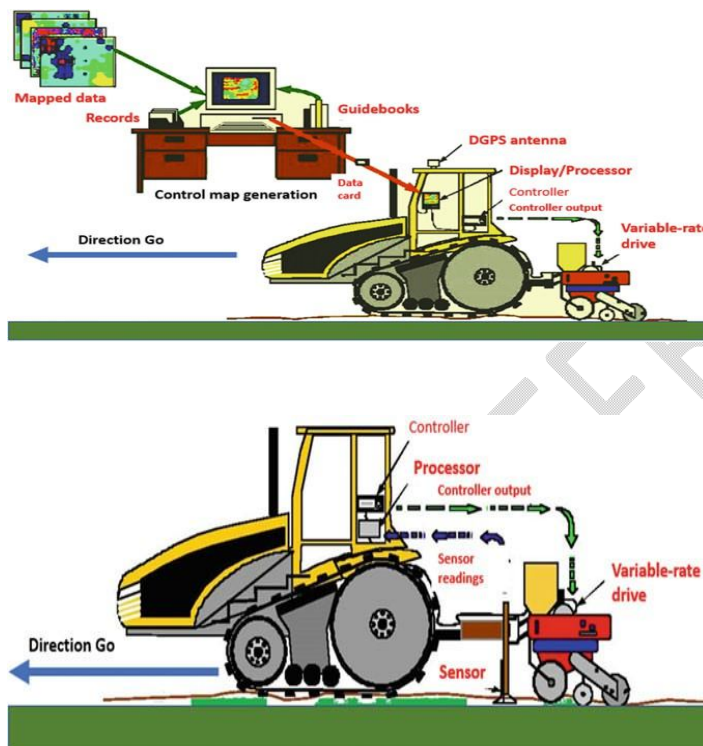 Mapped data
Records
Guidebooks
Control map generation
Data
card
DGPS antenna
Display/Processor
Controller
Controller output
Variable-rate
drive
Direction Go
Controller
Processor
Controller output
Sensor
readings
Variable-rate
drive
Direction Go
Sensor